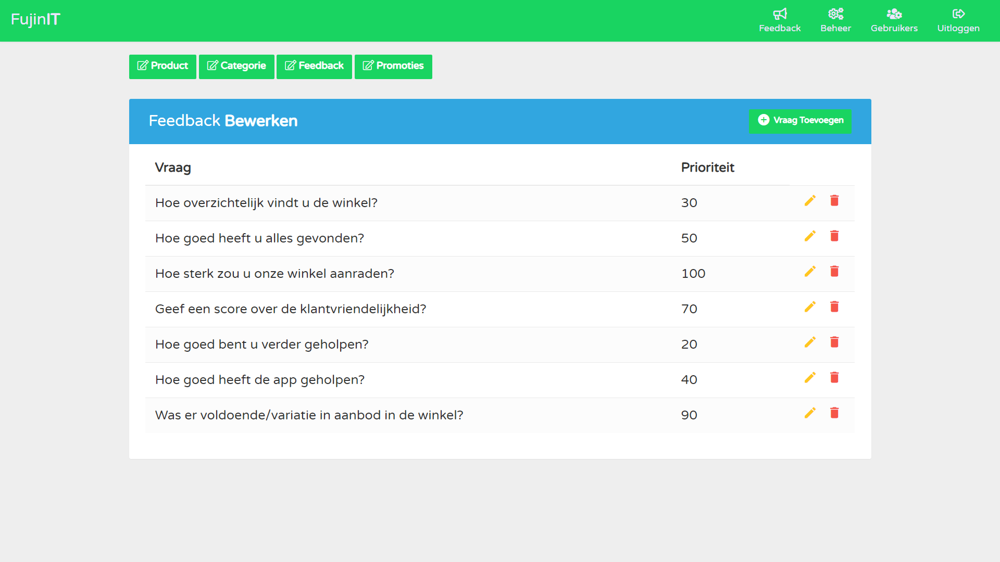 FujinIT
Feedback Beheer Gebruikers Uitloggen
Product Categorie Feedback Promoties
Feedback Bewerken
Vraag Toevoegen
Vraag Prioriteit
Hoe overzichtelijk vindt u de winkel? 30
Hoe goed heeft u alles gevonden? 50
Hoe sterk zou u onze winkel aanraden? 100
Geef een score over de klantvriendelijkheid? 70
Hoe goed bent u verder geholpen? 20
Hoe goed heeft de app geholpen? 40
Was er voldoende/variatie in aanbod in de winkel? 90